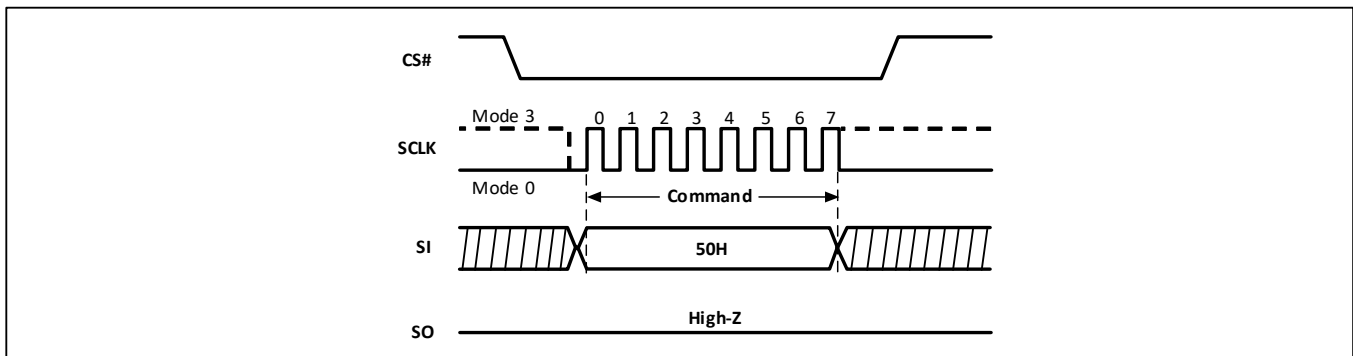 CS#
Mode 3
0 1 2 3 4 5 6 7
SCLK
Mode 0
Command
SI
50H
High-Z
SO